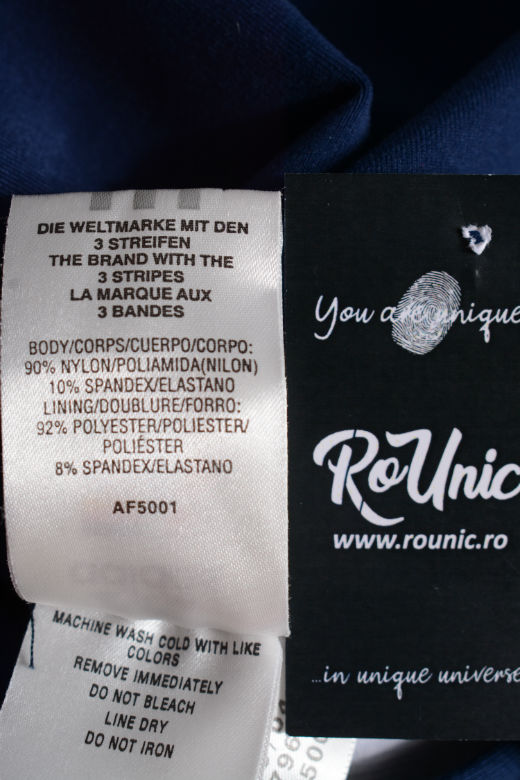 DIE WELTMARKE MIT DEN
3 STREIFEN
THE BRAND WITH THE
3 STRIPES
LA MARQUE AUX
3 BANDES
BODY/CORPS/CUERPO/CORPO:
90% NYLON/POLIAMIDA(NILON)
10% SPANDEX/ELASTANO
LINING/DOUBLURE/FORRO:
92% POLYESTER/POLIESTER/
POLIÉSTER
8% SPANDEX/ELASTANO
AF5001
MACHINE WASH COLD WITH LIKE
COLORS
REMOVE IMMEDIATELY
DO NOT BLEACH
LINE DRY
DO NOT IRON
You are unique
RoUnic
www.rounic.ro
...in unique universe